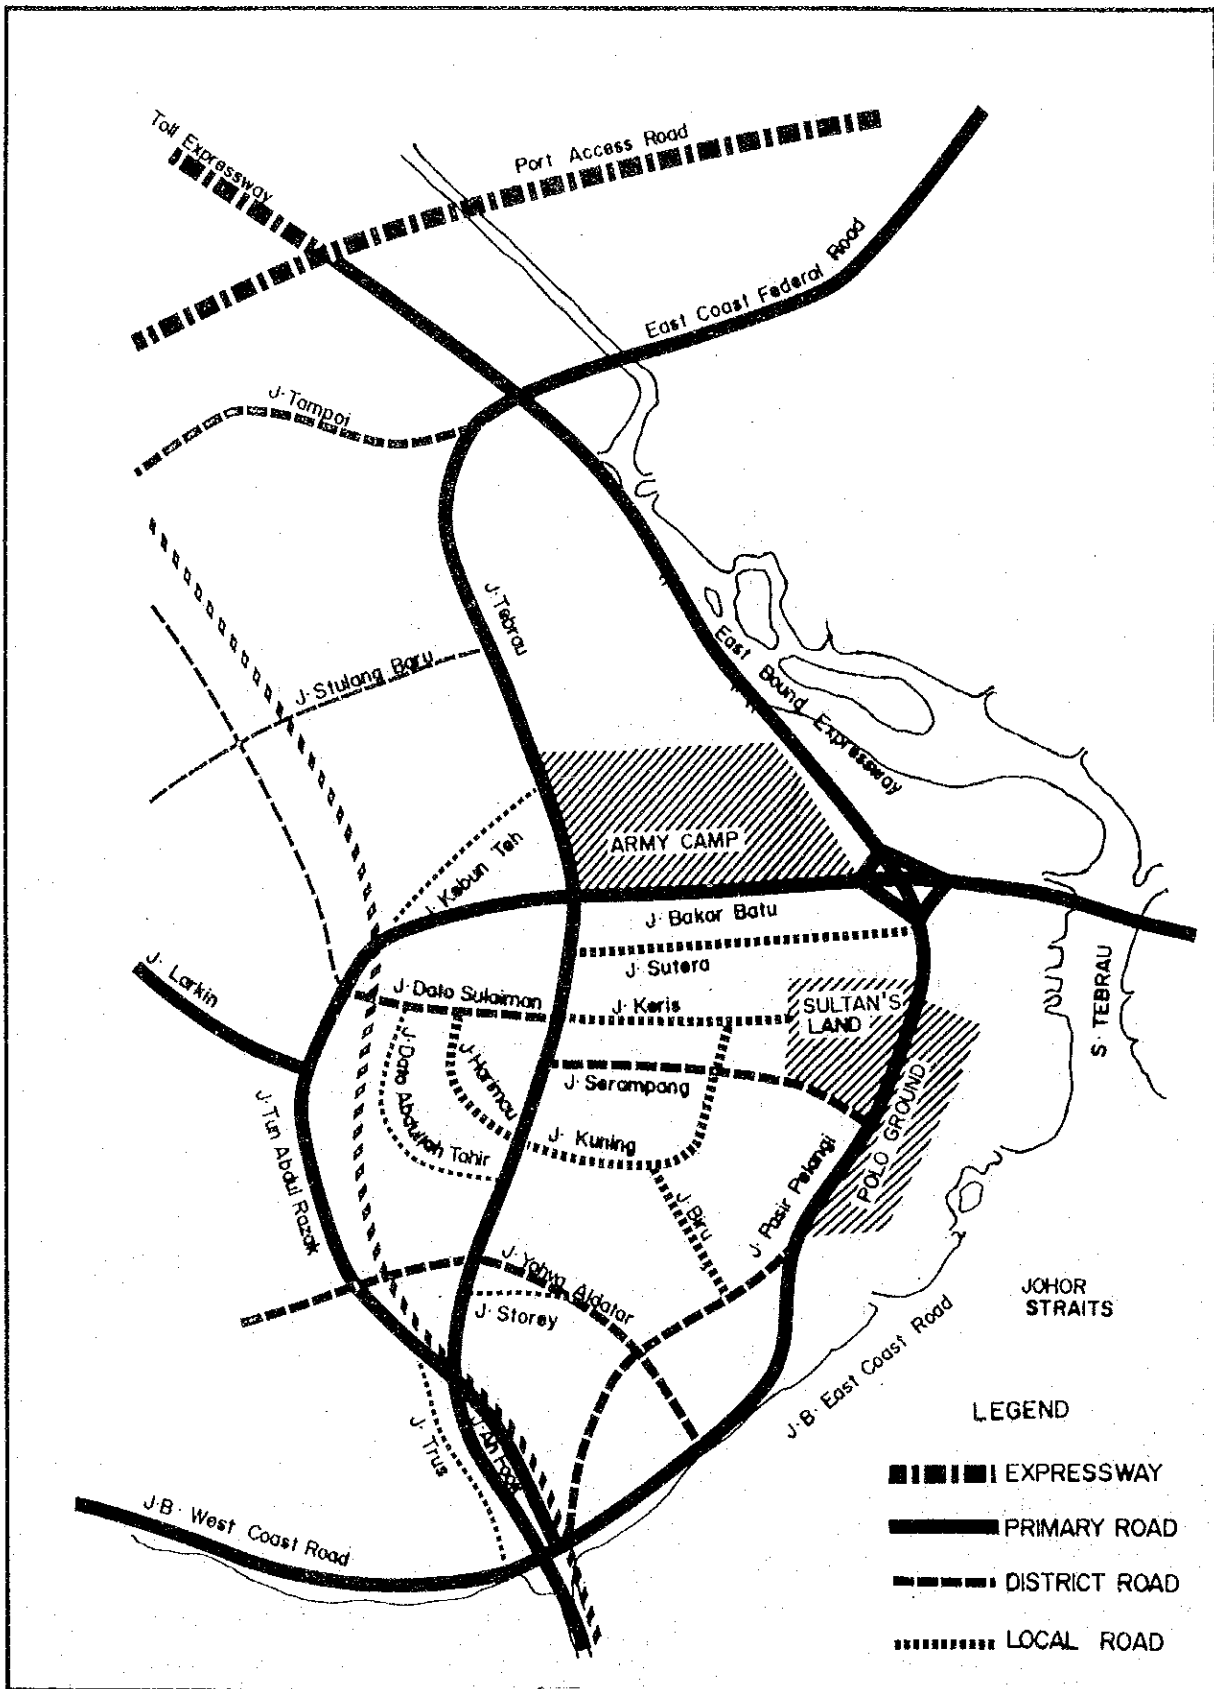 Toll Expressway
Port Access Road
East Coast Federal Road
J· Tampoi
J· Tebrau
J· Stulang Baru
East Bound Expressway
ARMY CAMP
J· Kebun Teh
J· Bakar Batu
J· Larkin
J· Sutera
J· Dato Sulaiman
J· Keris
SULTAN'S
LAND
S· TEBRAU
J· Dato Abdullah Tahir
J· Harimau
J· Serampang
J· Tun Abdul Razak
J· Kuning
POLO GROUND
J· Biru
J· Pasir Pelangi
J· Yahya Aldatar
J· Storey
JOHOR
STRAITS
J·B· East Coast Road
J· Trus
J· Ah Fook
J·B· West Coast Road
LEGEND
EXPRESSWAY
PRIMARY ROAD
DISTRICT ROAD
LOCAL ROAD